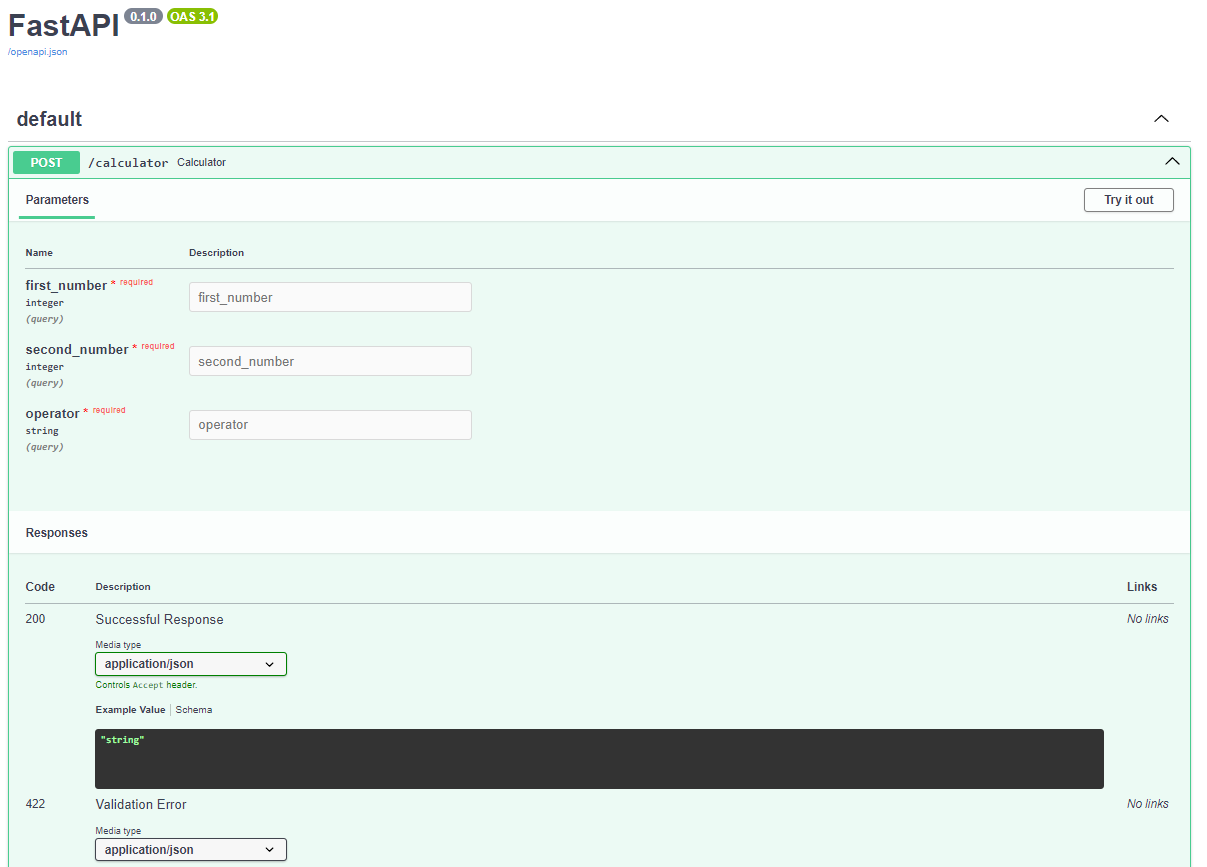 FastAPI 0.1.0 OAS 3.1
/openapi.json
default
POST /calculator Calculator
Parameters
Try it out
Name Description
first_number * required
integer
(query)
first_number
second_number * required
integer
(query)
second_number
operator * required
string
(query)
operator
Responses
Code Description Links
200 Successful Response No links
Media type
application/json
Controls Accept header.
Example Value Schema
"string"
422 Validation Error No links
Media type
application/json